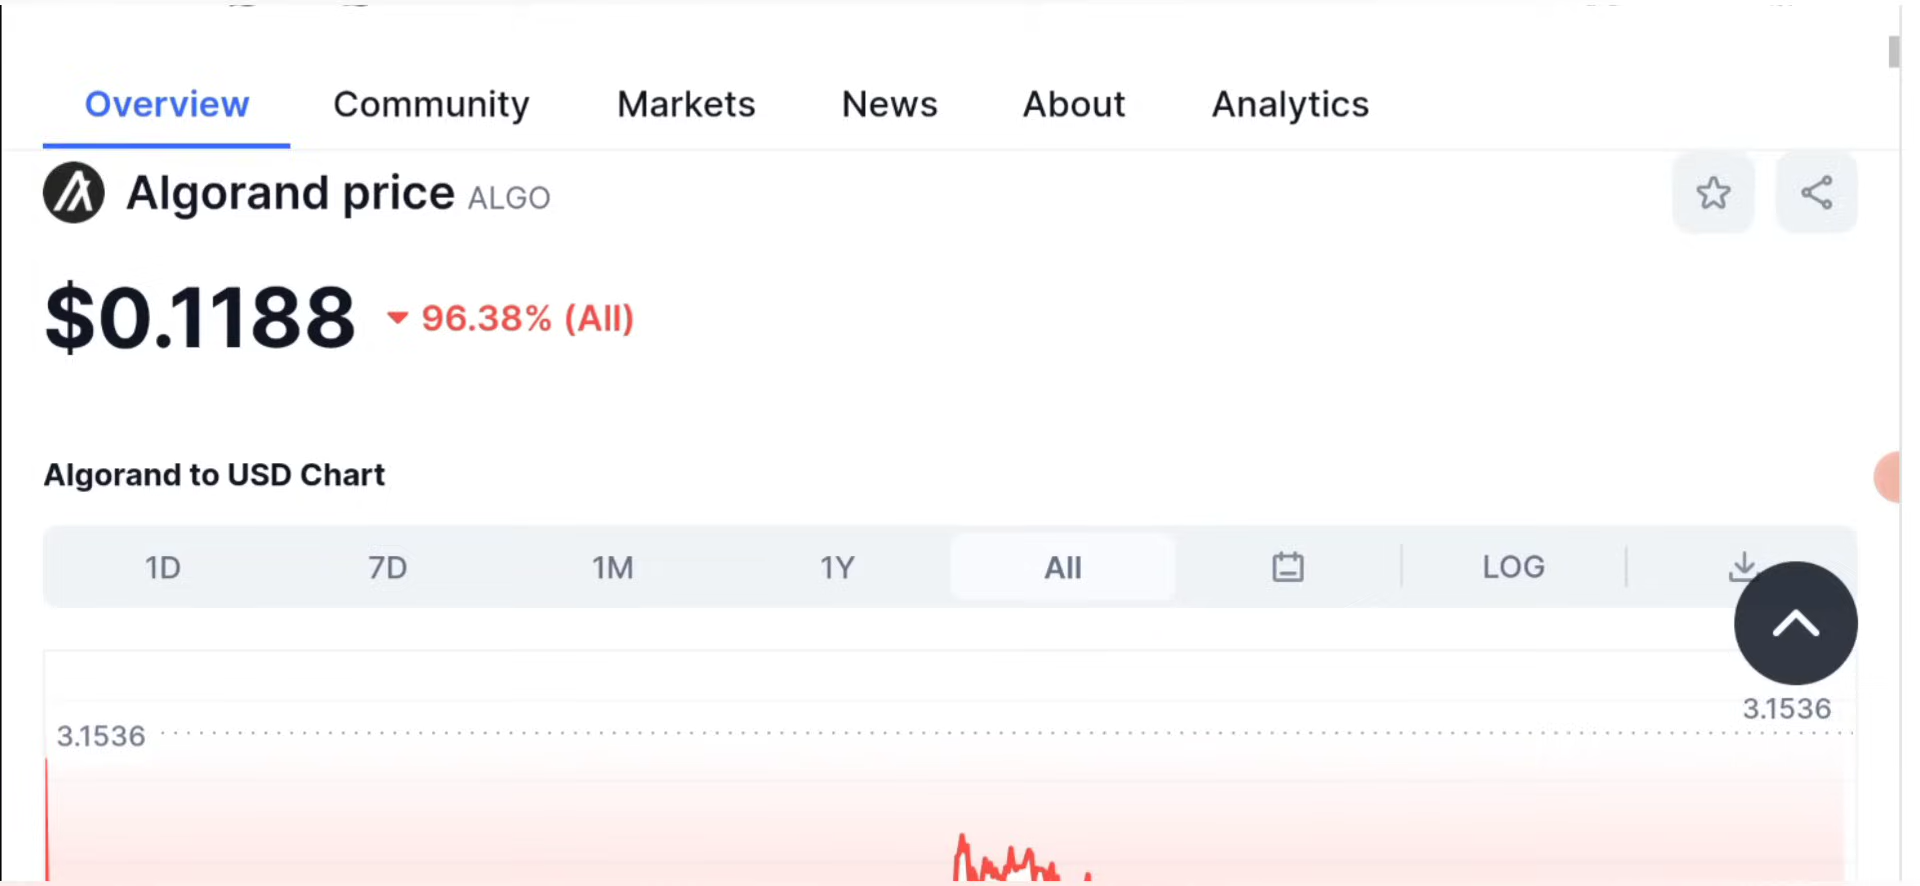 Overview Community Markets News About Analytics
Algorand price ALGO
$0.1188 96.38% (All)
Algorand to USD Chart
1D 7D 1M 1Y All LOG
3.1536
3.1536